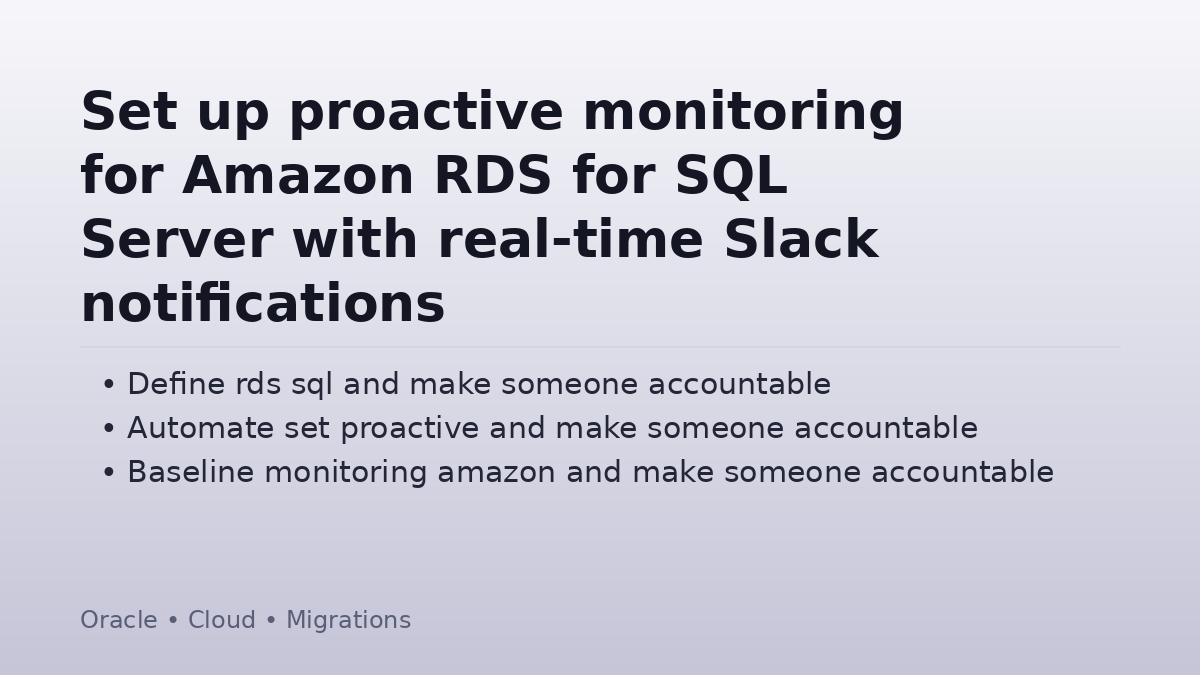 Set up proactive monitoring
for Amazon RDS for SQL
Server with real-time Slack
notifications
• Define rds sql and make someone accountable
• Automate set proactive and make someone accountable
• Baseline monitoring amazon and make someone accountable
Oracle • Cloud • Migrations